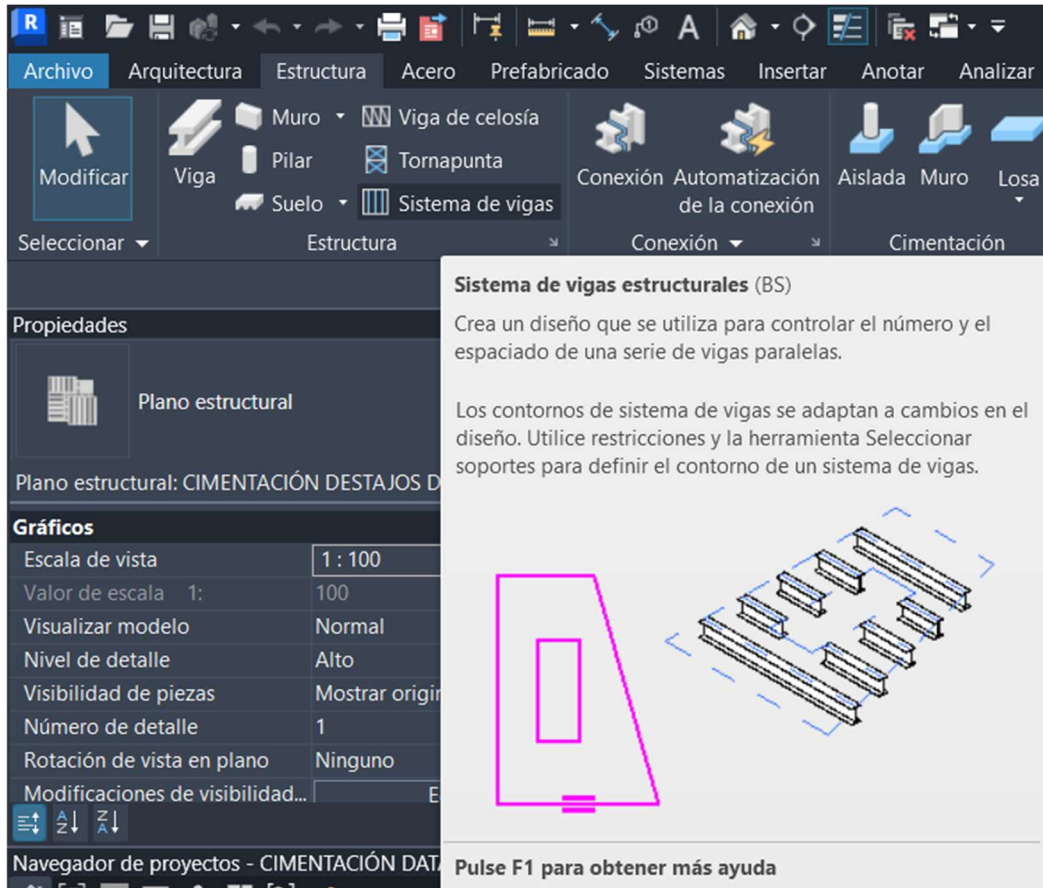 R
A
Archivo Arquitectura Estructura Acero Prefabricado Sistemas Insertar Anotar Analizar
Modificar
Viga
Muro
Pilar
Suelo
Viga de celosía
Tornapunta
Sistema de vigas
Conexión
Automatización
de la conexión
Aislada Muro Losa
Seleccionar Estructura Conexión Cimentación
Sistema de vigas estructurales (BS)
Crea un diseño que se utiliza para controlar el número y el
espaciado de una serie de vigas paralelas.
Los contornos de sistema de vigas se adaptan a cambios en el
diseño. Utilice restricciones y la herramienta Seleccionar
soportes para definir el contorno de un sistema de vigas.
Pulse F1 para obtener más ayuda
Propiedades
Plano estructural
Plano estructural: CIMENTACIÓN DESTAJOS D
Gráficos
Escala de vista 1 : 100
Valor de escala 1: 100
Visualizar modelo Normal
Nivel de detalle Alto
Visibilidad de piezas Mostrar origin
Número de detalle 1
Rotación de vista en plano Ninguno
Modificaciones de visibilidad... E
Navegador de proyectos - CIMENTACIÓN DATA